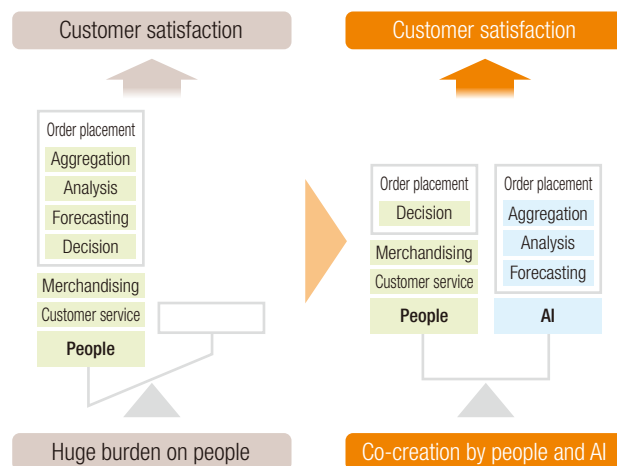 Customer satisfaction
Order placement
Aggregation
Analysis
Forecasting
Decision
Merchandising
Customer service
People
Huge burden on people
Customer satisfaction
Order placement
Decision
Merchandising
Customer service
People
Order placement
Aggregation
Analysis
Forecasting
AI
Co-creation by people and AI